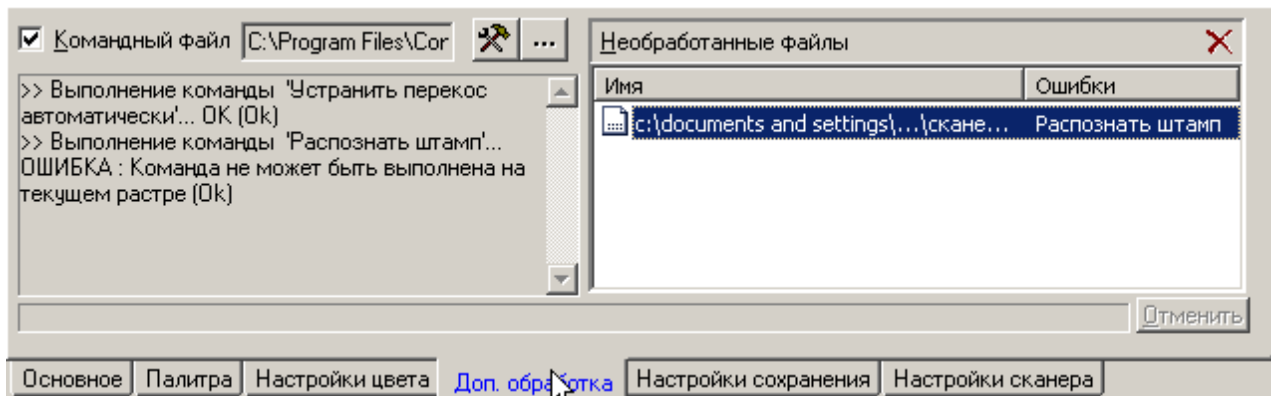 Командный файл C:\Program Files\Cor ...
>> Выполнение команды 'Устранить перекос
автоматически'... OK (Ok)
>> Выполнение команды 'Распознать штамп'...
ОШИБКА : Команда не может быть выполнена на
текущем растре (Ok)
Необработанные файлы
Имя Ошибки
c:\documents and settings\...\скане... Распознать штамп
Отменить
Основное Палитра Настройки цвета Доп. обработка Настройки сохранения Настройки сканера